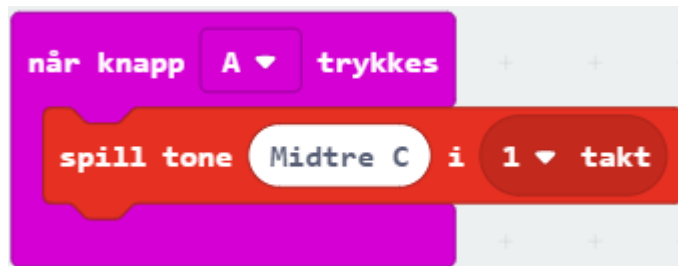 når knapp A trykkes
spill tone Midtre C i 1 takt